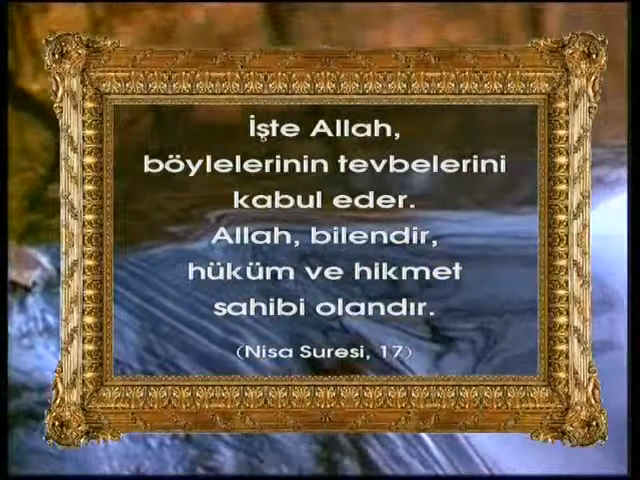 İşte Allah,
böylelerinin tevbelerini
kabul eder.
Allah, bilendir,
hüküm ve hikmet
sahibi olandır.
(Nisa Suresi, 17)